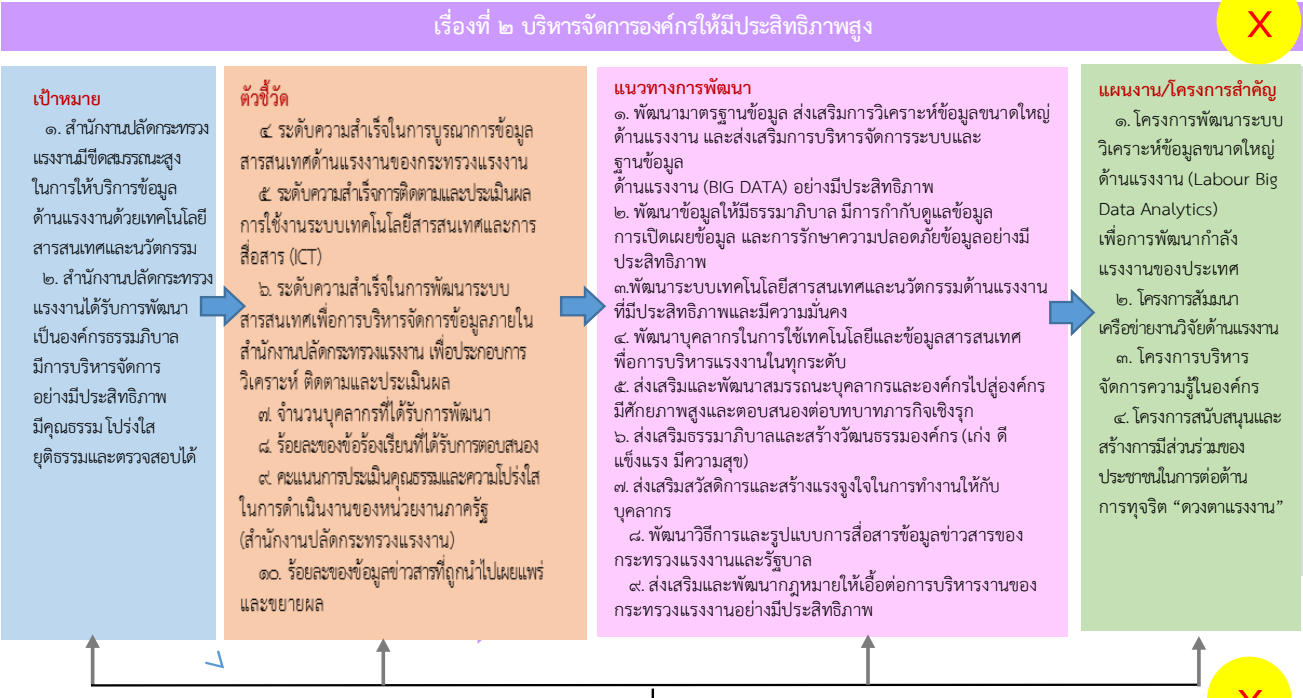 เรื่องที่ ๒ บริหารจัดการองค์กรให้มีประสิทธิภาพสูง
X
เป้าหมาย
๑. สำนักงานปลัดกระทรวง
แรงงานมีขีดสมรรถนะสูง
ในการให้บริการข้อมูล
ด้านแรงงานด้วยเทคโนโลยี
สารสนเทศและนวัตกรรม
๒. สำนักงานปลัดกระทรวง
แรงงานได้รับการพัฒนา
เป็นองค์กรธรรมภิบาล
มีการบริหารจัดการ
อย่างมีประสิทธิภาพ
มีคุณธรรม โปร่งใส
ยุติธรรมและตรวจสอบได้
ตัวชี้วัด
๔. ระดับความสำเร็จในการบูรณาการข้อมูล
สารสนเทศด้านแรงงานของกระทรวงแรงงาน
๕. ระดับความสำเร็จการติดตามและประเมินผล
การใช้งานระบบเทคโนโลยีสารสนเทศและการ
สื่อสาร (ICT)
๖. ระดับความสำเร็จในการพัฒนาระบบ
สารสนเทศเพื่อการบริหารจัดการข้อมูลภายใน
สำนักงานปลัดกระทรวงแรงงาน เพื่อประกอบการ
วิเคราะห์ ติดตามและประเมินผล
๗. จำนวนบุคลากรที่ได้รับการพัฒนา
๘. ร้อยละของข้อร้องเรียนที่ได้รับการตอบสนอง
๙. คะแนนการประเมินคุณธรรมและความโปร่งใส
ในการดำเนินงานของหน่วยงานภาครัฐ
(สำนักงานปลัดกระทรวงแรงงาน)
๑๐. ร้อยละของข้อมูลข่าวสารที่ถูกนำไปเผยแพร่
และขยายผล
แนวทางการพัฒนา
๑. พัฒนามาตรฐานข้อมูล ส่งเสริมการวิเคราะห์ข้อมูลขนาดใหญ่
ด้านแรงงาน และส่งเสริมการบริหารจัดการระบบและ
ฐานข้อมูล
ด้านแรงงาน (BIG DATA) อย่างมีประสิทธิภาพ
๒. พัฒนาข้อมูลให้มีธรรมาภิบาล มีการกำกับดูแลข้อมูล
การเปิดเผยข้อมูล และการรักษาความปลอดภัยข้อมูลอย่างมี
ประสิทธิภาพ
๓.พัฒนาระบบเทคโนโลยีสารสนเทศและนวัตกรรมด้านแรงงาน
ที่มีประสิทธิภาพและมีความมั่นคง
๔. พัฒนาบุคลากรในการใช้เทคโนโลยีและข้อมูลสารสนเทศ
พื่อการบริหารแรงงานในทุกระดับ
๕. ส่งเสริมและพัฒนาสมรรถนะบุคลากรและองค์กรไปสู่องค์กร
มีศักยภาพสูงและตอบสนองต่อบทบาทภารกิจเชิงรุก
๖. ส่งเสริมธรรมาภิบาลและสร้างวัฒนธรรมองค์กร (เก่ง ดี
แข็งแรง มีความสุข)
๗. ส่งเสริมสวัสดิการและสร้างแรงจูงใจในการทำงานให้กับ
บุคลากร
๘. พัฒนาวิธีการและรูปแบบการสื่อสารข้อมูลข่าวสารของ
กระทรวงแรงงานและรัฐบาล
๙. ส่งเสริมและพัฒนากฎหมายให้เอื้อต่อการบริหารงานของ
กระทรวงแรงงานอย่างมีประสิทธิภาพ
แผนงาน/โครงการสำคัญ
๑. โครงการพัฒนาระบบ
วิเคราะห์ข้อมูลขนาดใหญ่
ด้านแรงงาน (Labour Big
Data Analytics)
เพื่อการพัฒนากำลัง
แรงงานของประเทศ
๒. โครงการสัมมนา
เครือข่ายงานวิจัยด้านแรงงาน
๓. โครงการบริหาร
จัดการความรู้ในองค์กร
๔. โครงการสนับสนุนและ
สร้างการมีส่วนร่วมของ
ประชาชนในการต่อต้าน
การทุจริต “ดวงตาแรงงาน”
X